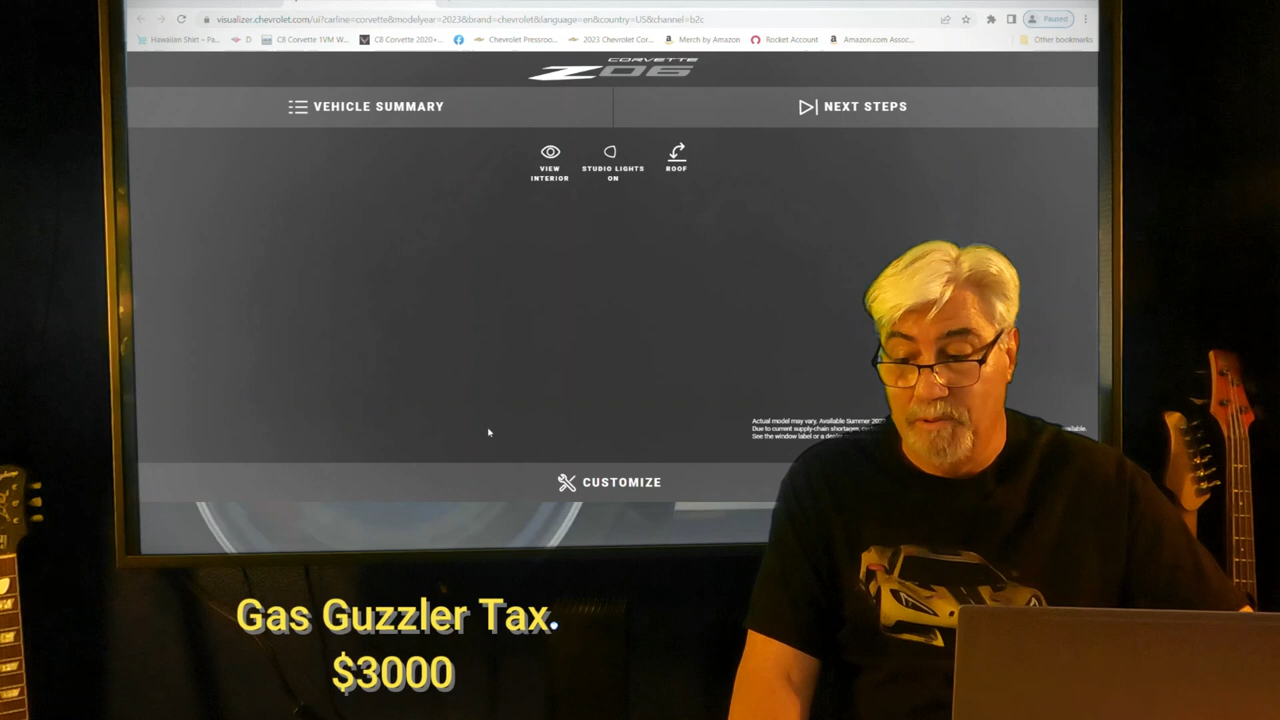 visualizer.chevrolet.com/ui?carline=corvette&modelyear=2023&brand=chevrolet&language=en&country=US&channel=b2c
Paused
Hawaiian Shirt – Pa...
D
C8 Corvette 1VM W...
C8 Corvette 2020+...
Chevrolet Pressroo...
2023 Chevrolet Cor...
Merch by Amazon
Rocket Account
Amazon.com Assoc...
Other bookmarks
CORVETTE
Z06
VEHICLE SUMMARY
NEXT STEPS
VIEW
INTERIOR
STUDIO LIGHTS
ON
ROOF
Actual model may vary. Available Summer
Due to current supply-chain shortages,
See the window label or a
CUSTOMIZE
Gas Guzzler Tax.
$3000